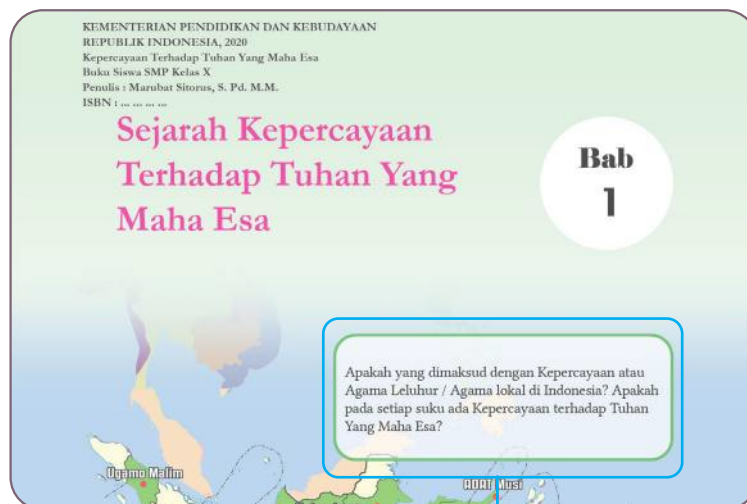 KEMENTERIAN PENDIDIKAN DAN KEBUDAYAAN
REPUBLIK INDONESIA, 2020
Kepercayaan Terhadap Tuhan Yang Maha Esa
Buku Siswa SMP Kelas X
Penulis : Marubat Sitorus, S. Pd. M.M.
ISBN : ... ... ... ...
Sejarah Kepercayaan
Terhadap Tuhan Yang
Maha Esa
Bab
1
Apakah yang dimaksud dengan Kepercayaan atau
Agama Leluhur / Agama lokal di Indonesia? Apakah
pada setiap suku ada Kepercayaan terhadap Tuhan
Yang Maha Esa?
Ugamo Malim
ADAT Musi